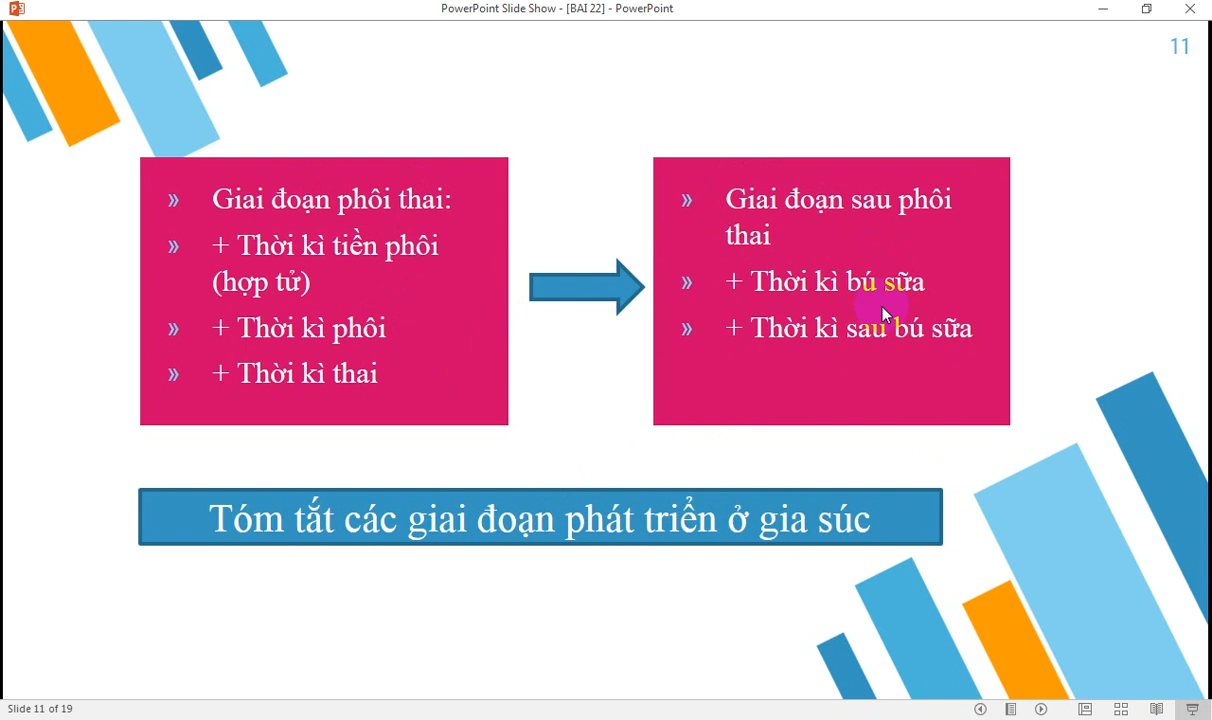 PowerPoint Slide Show - [BAI 22] - PowerPoint
11
» Giai đoạn phôi thai:
» + Thời kì tiền phôi
(hợp tử)
» + Thời kì phôi
» + Thời kì thai
» Giai đoạn sau phôi
thai
» + Thời kì bú sữa
» + Thời kì sau bú sữa
Tóm tắt các giai đoạn phát triển ở gia súc
Slide 11 of 19